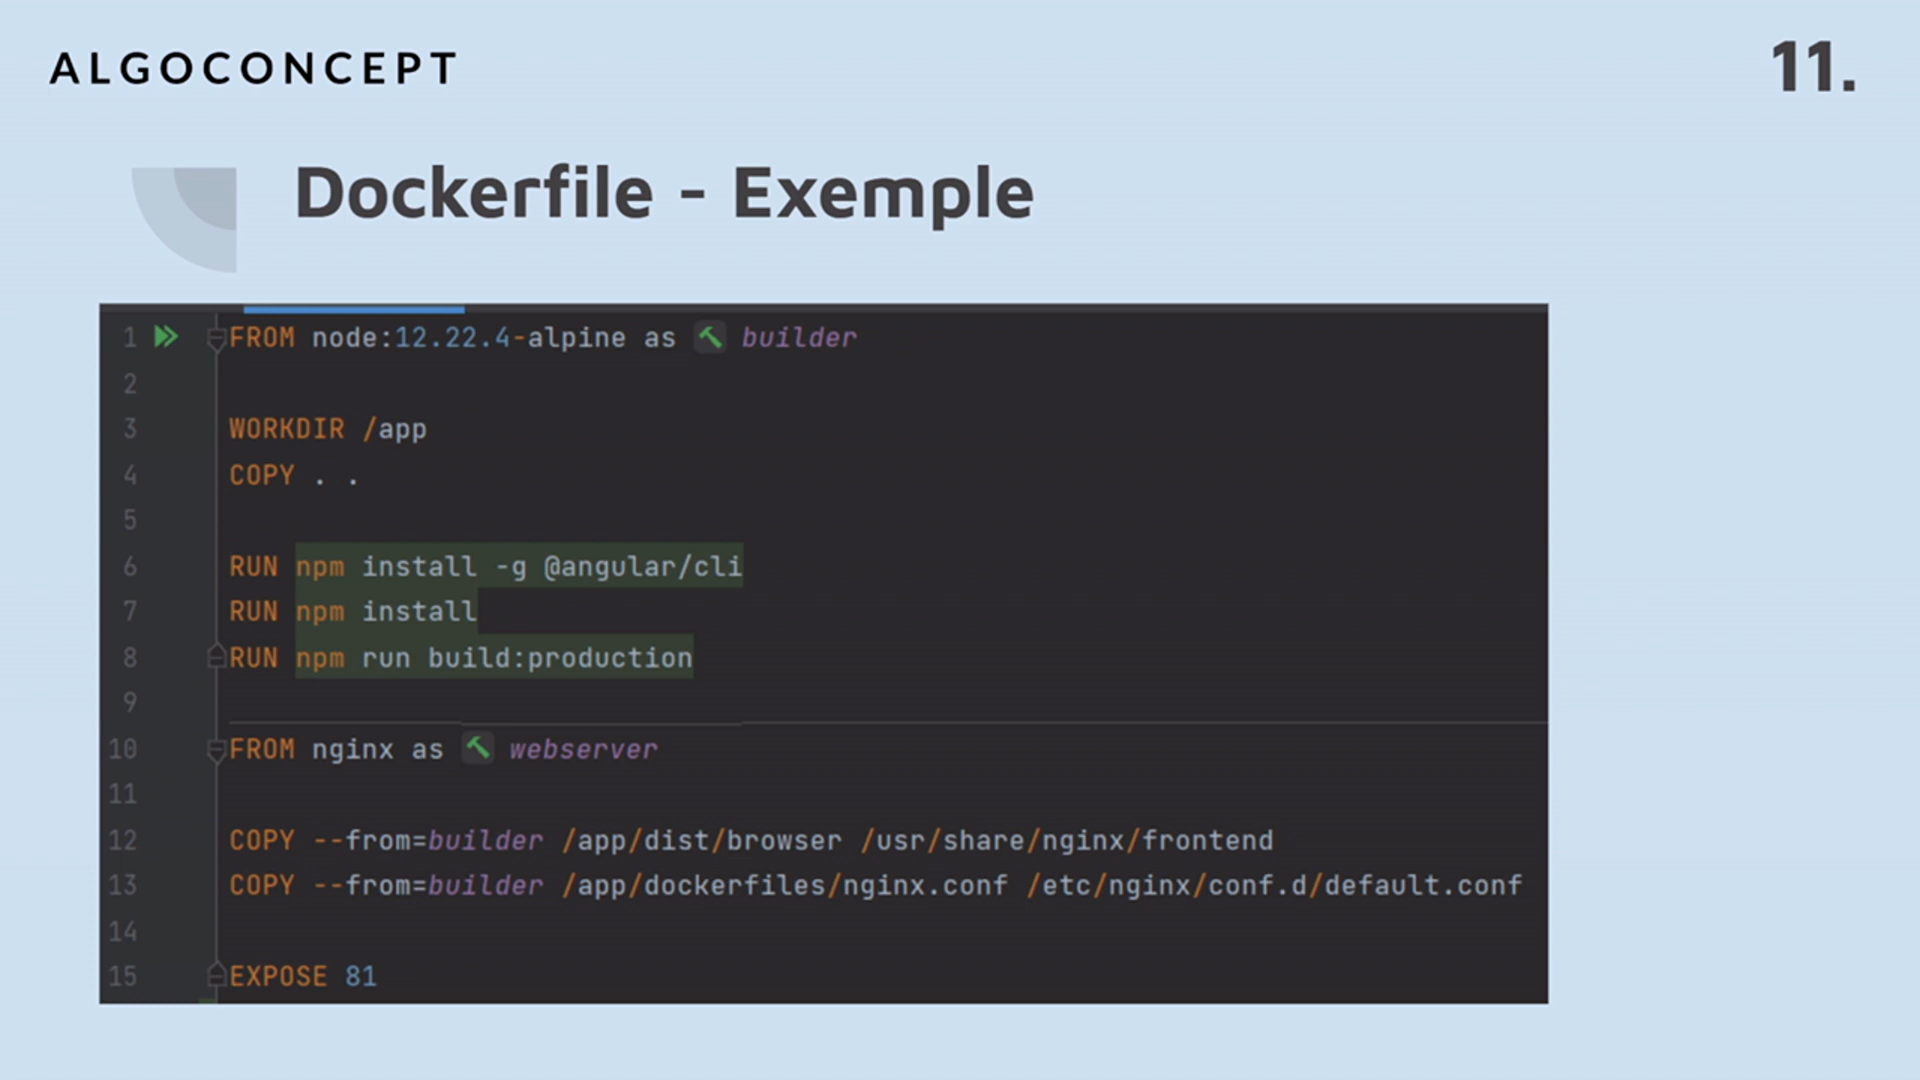 ALGOCONCEPT
11.
Dockerfile - Exemple
1 FROM node:12.22.4-alpine as builder
2
3 WORKDIR /app
4 COPY . .
5
6 RUN npm install -g @angular/cli
7 RUN npm install
8 RUN npm run build:production
9
10 FROM nginx as webserver
11
12 COPY --from=builder /app/dist/browser /usr/share/nginx/frontend
13 COPY --from=builder /app/dockerfiles/nginx.conf /etc/nginx/conf.d/default.conf
14
15 EXPOSE 81